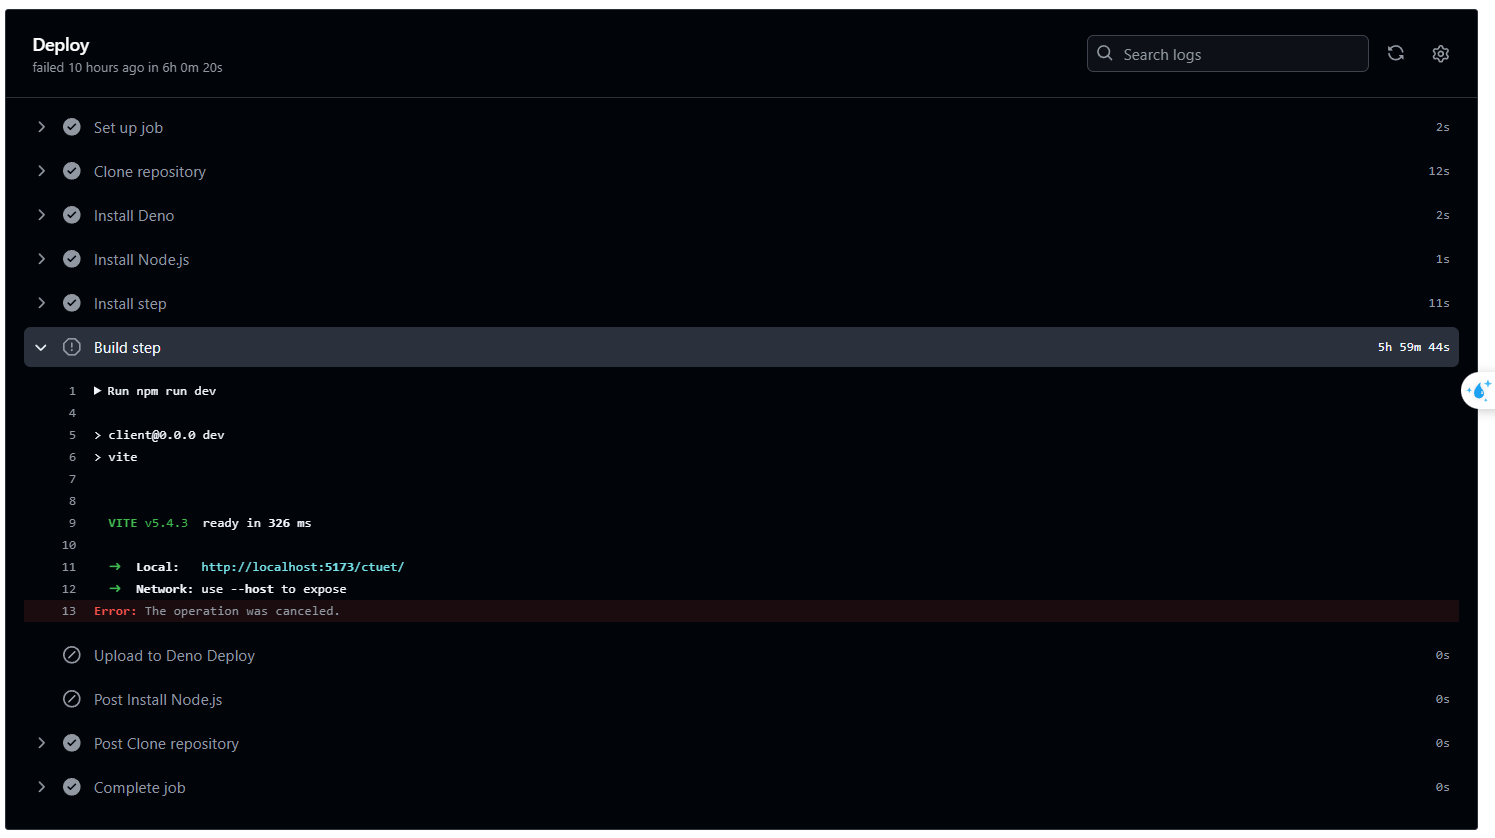 Deploy
failed 10 hours ago in 6h 0m 20s
Search logs
Set up job 2s
Clone repository 12s
Install Deno 2s
Install Node.js 1s
Install step 11s
Build step 5h 59m 44s
1 Run npm run dev
4
5 > client@0.0.0 dev
6 > vite
7
8
9 VITE v5.4.3 ready in 326 ms
10
11 ➜ Local: http://localhost:5173/ctuet/
12 ➜ Network: use --host to expose
13 Error: The operation was canceled.
Upload to Deno Deploy 0s
Post Install Node.js 0s
Post Clone repository 0s
Complete job 0s